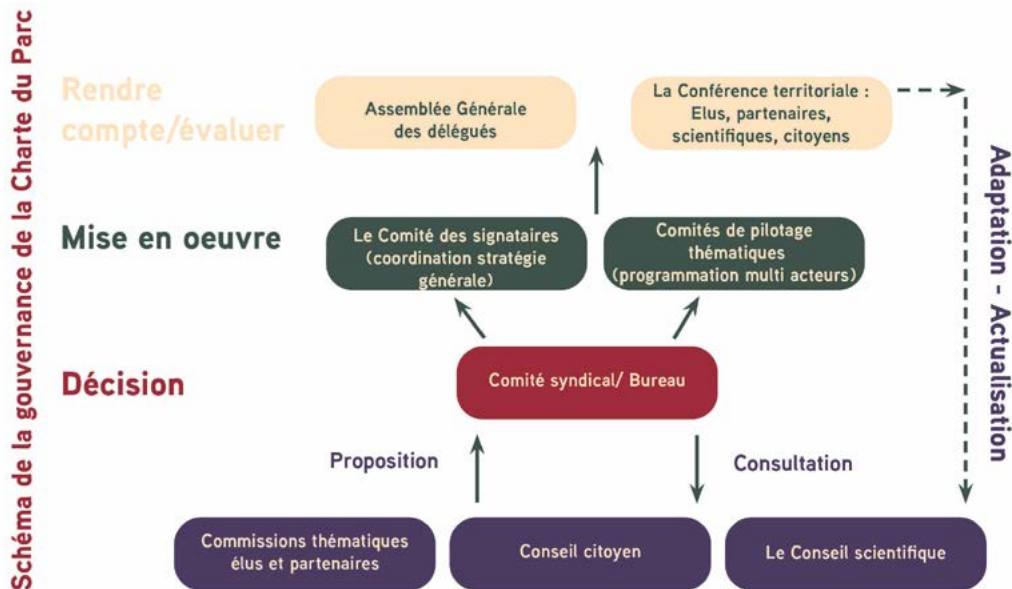 Schéma de la gouvernance de la Charte du Parc
Rendre
compte/évaluer
Assemblée Générale
des délégués
La Conférence territoriale :
Elus, partenaires,
scientifiques, citoyens
Mise en oeuvre
Le Comité des signataires
(coordination stratégie
générale)
Comités de pilotage
thématiques
(programmation multi acteurs)
Décision
Comité syndical/ Bureau
Proposition
Consultation
Commissions thématiques
élus et partenaires
Conseil citoyen
Le Conseil scientifique
Adaptation - Actualisation